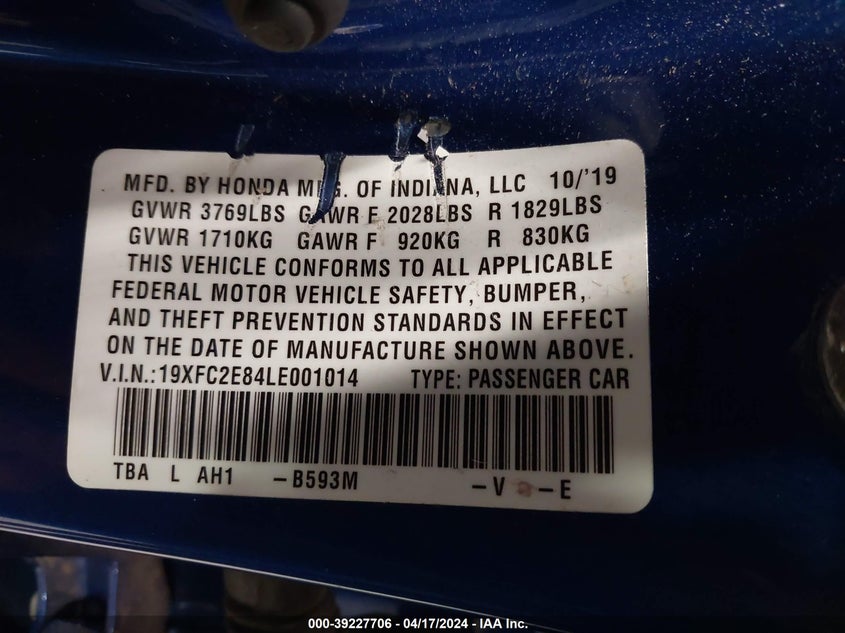 MFD. BY HONDA MFG. OF INDIANA, LLC 10/'19
GVWR 3769LBS GAWR F 2028LBS R 1829LBS
GVWR 1710KG GAWR F 920KG R 830KG
THIS VEHICLE CONFORMS TO ALL APPLICABLE
FEDERAL MOTOR VEHICLE SAFETY, BUMPER,
AND THEFT PREVENTION STANDARDS IN EFFECT
ON THE DATE OF MANUFACTURE SHOWN ABOVE.
V.I.N.:19XFC2E84LE001014 TYPE: PASSENGER CAR
TBA L AH1 -B593M -V -E
000-39227706 - 04/17/2024 - IAA Inc.